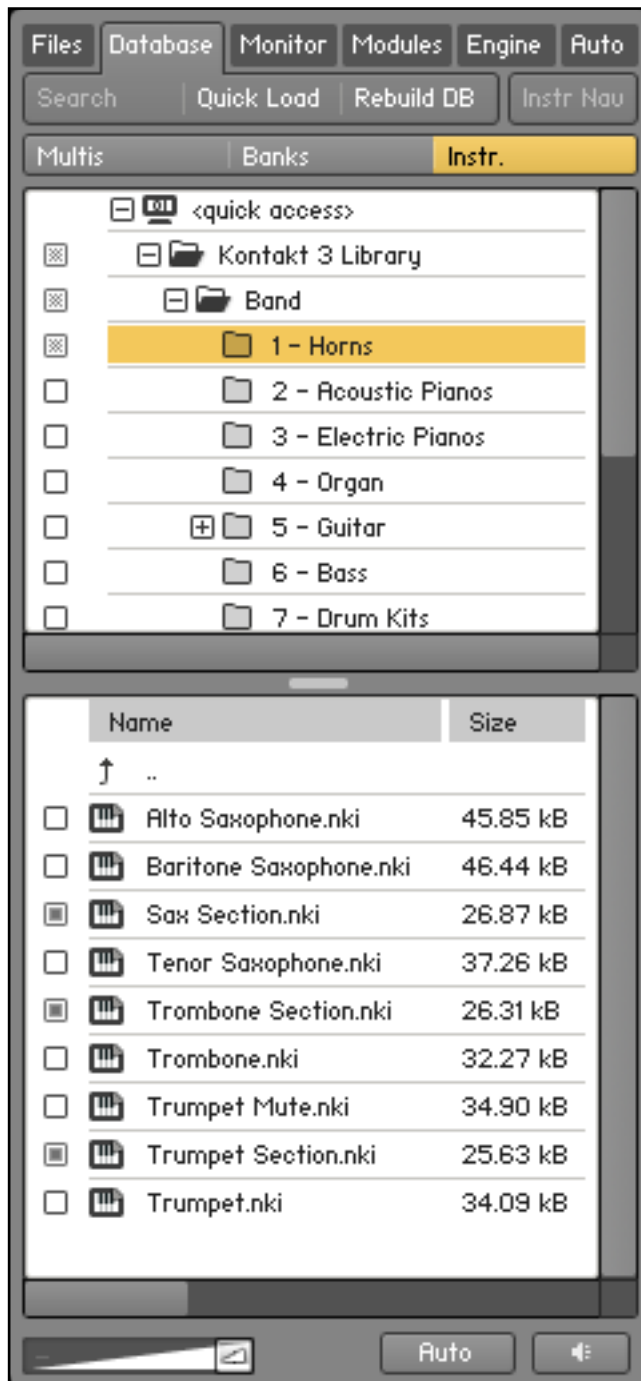 Files Database Monitor Modules Engine Auto
Search Quick Load Rebuild DB Instr Nav
Multis Banks Instr.
<quick access>
Kontakt 3 Library
Band
1 - Horns
2 - Acoustic Pianos
3 - Electric Pianos
4 - Organ
5 - Guitar
6 - Bass
7 - Drum Kits
Name Size
..
Alto Saxophone.nki 45.85 kB
Baritone Saxophone.nki 46.44 kB
Sax Section.nki 26.87 kB
Tenor Saxophone.nki 37.26 kB
Trombone Section.nki 26.31 kB
Trombone.nki 32.27 kB
Trumpet Mute.nki 34.90 kB
Trumpet Section.nki 25.63 kB
Trumpet.nki 34.09 kB
Auto